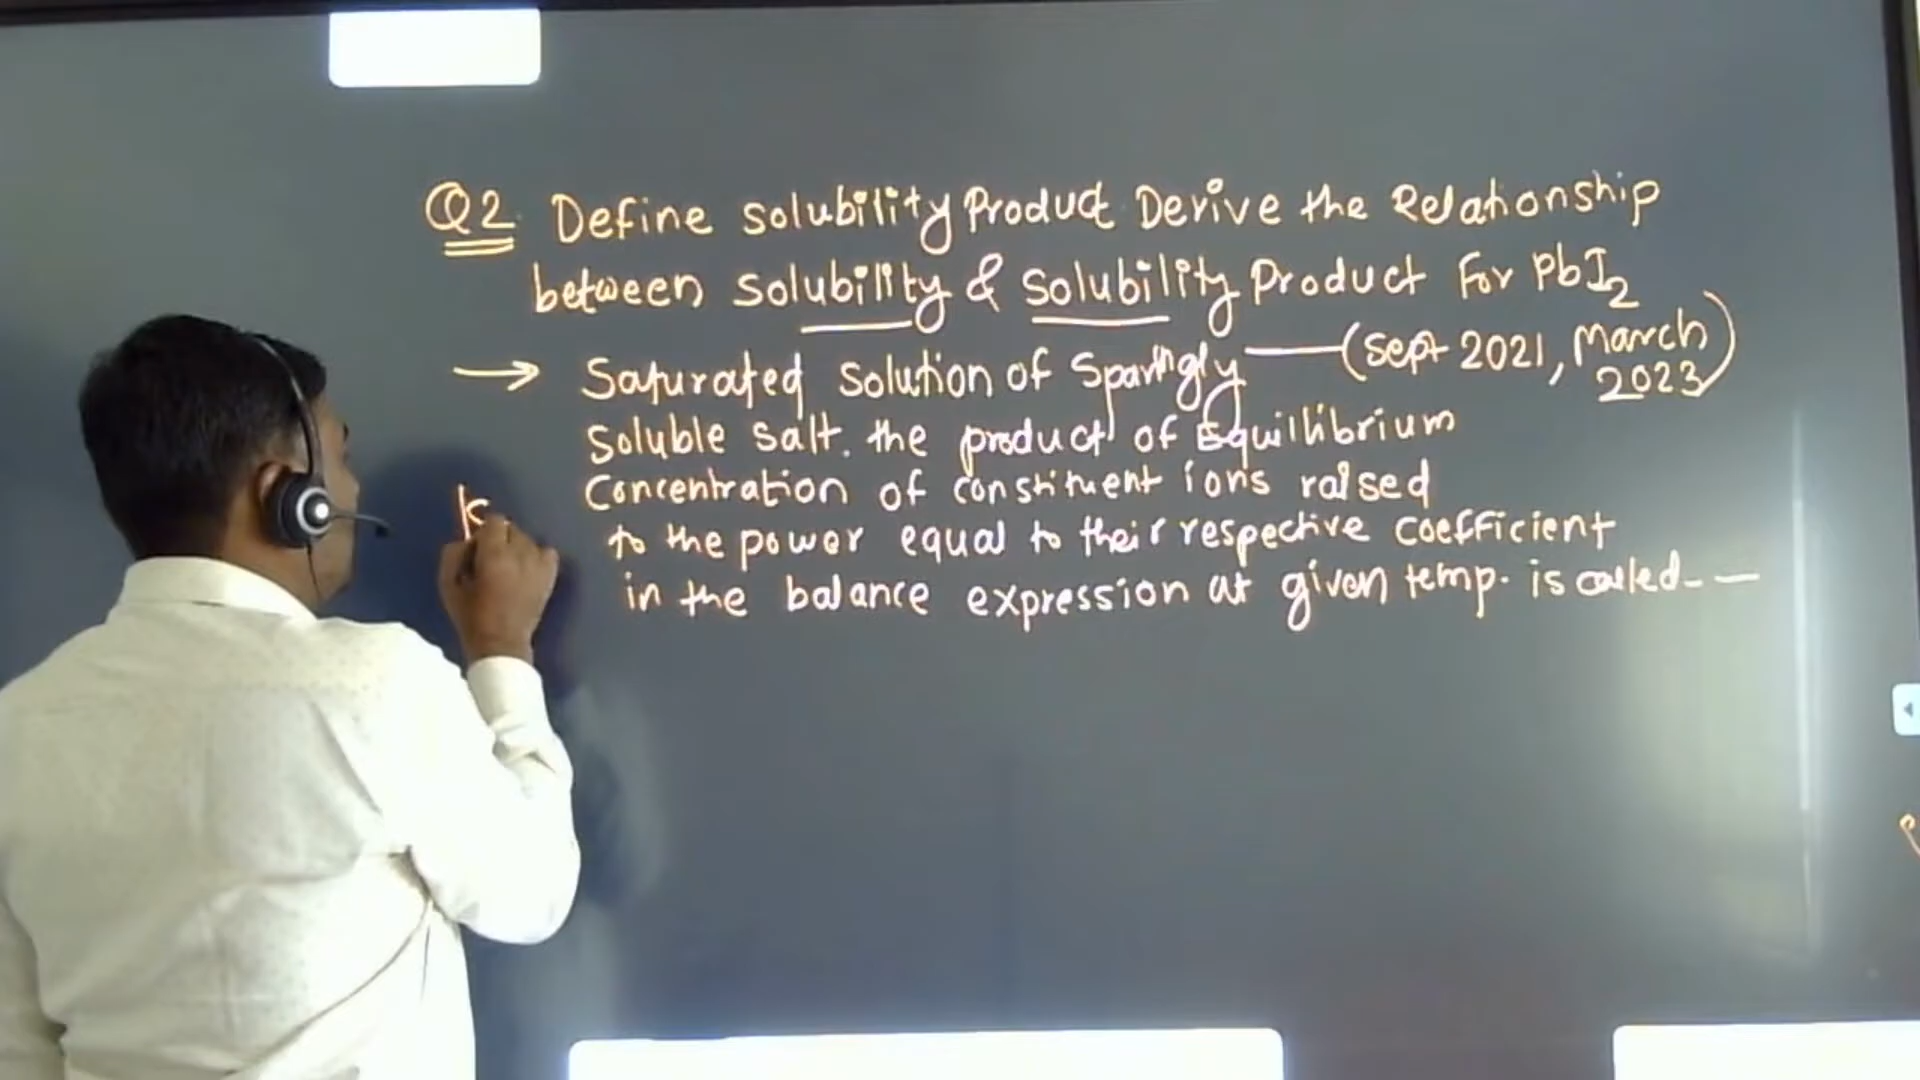 Q2. Define solubility Product Derive the Relationship
between solubility & solubility Product For PbI2
→ Saturated solution of Sparingly —(Sept 2021, March 2023)
Soluble salt. the product of Equilibrium
Concentration of constituent ions raised
to the power equal to their respective coefficient
in the balance expression at given temp. is called- —
K